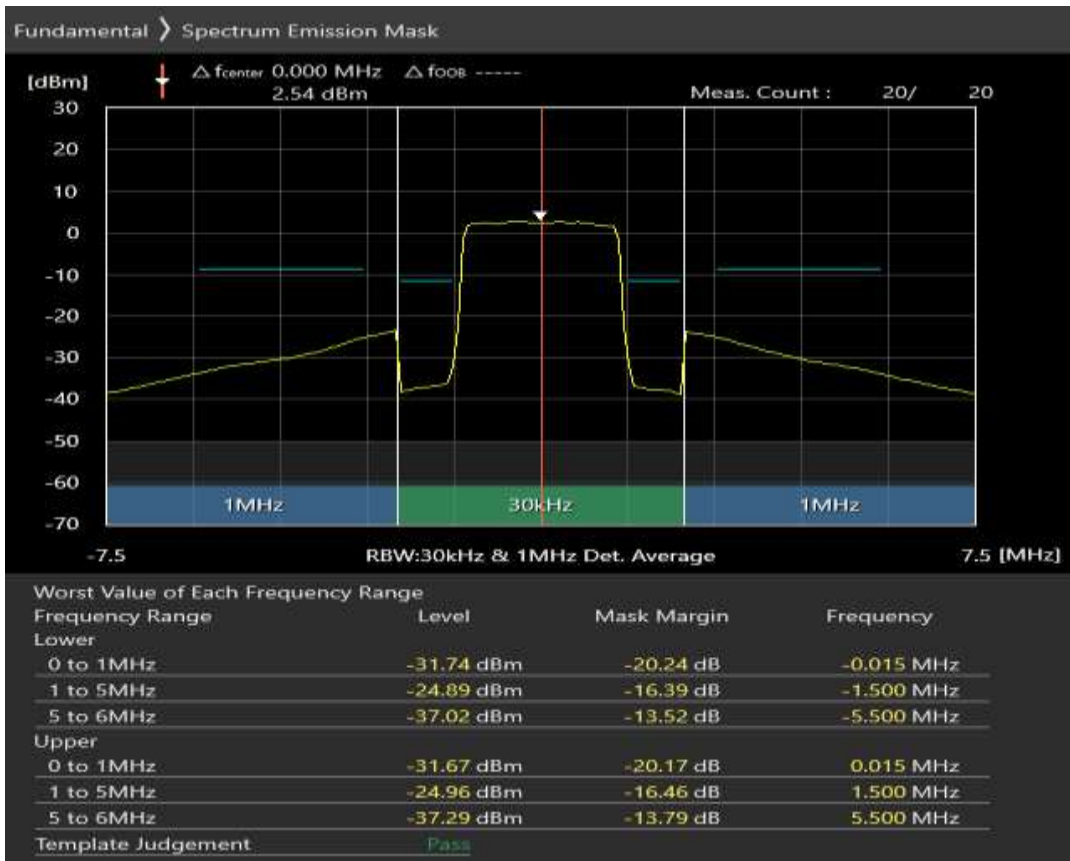 Fundamental ❭ Spectrum Emission Mask
[dBm] △ fcenter 0.000 MHz △ fOOB -----
2.54 dBm Meas. Count : 20/ 20
30
20
10
0
-10
-20
-30
-40
-50
-60
-70
1MHz 30kHz 1MHz
-7.5 RBW:30kHz & 1MHz Det. Average 7.5 [MHz]
Worst Value of Each Frequency Range
Frequency Range Level Mask Margin Frequency
Lower
0 to 1MHz -31.74 dBm -20.24 dB -0.015 MHz
1 to 5MHz -24.89 dBm -16.39 dB -1.500 MHz
5 to 6MHz -37.02 dBm -13.52 dB -5.500 MHz
Upper
0 to 1MHz -31.67 dBm -20.17 dB 0.015 MHz
1 to 5MHz -24.96 dBm -16.46 dB 1.500 MHz
5 to 6MHz -37.29 dBm -13.79 dB 5.500 MHz
Template Judgement Pass